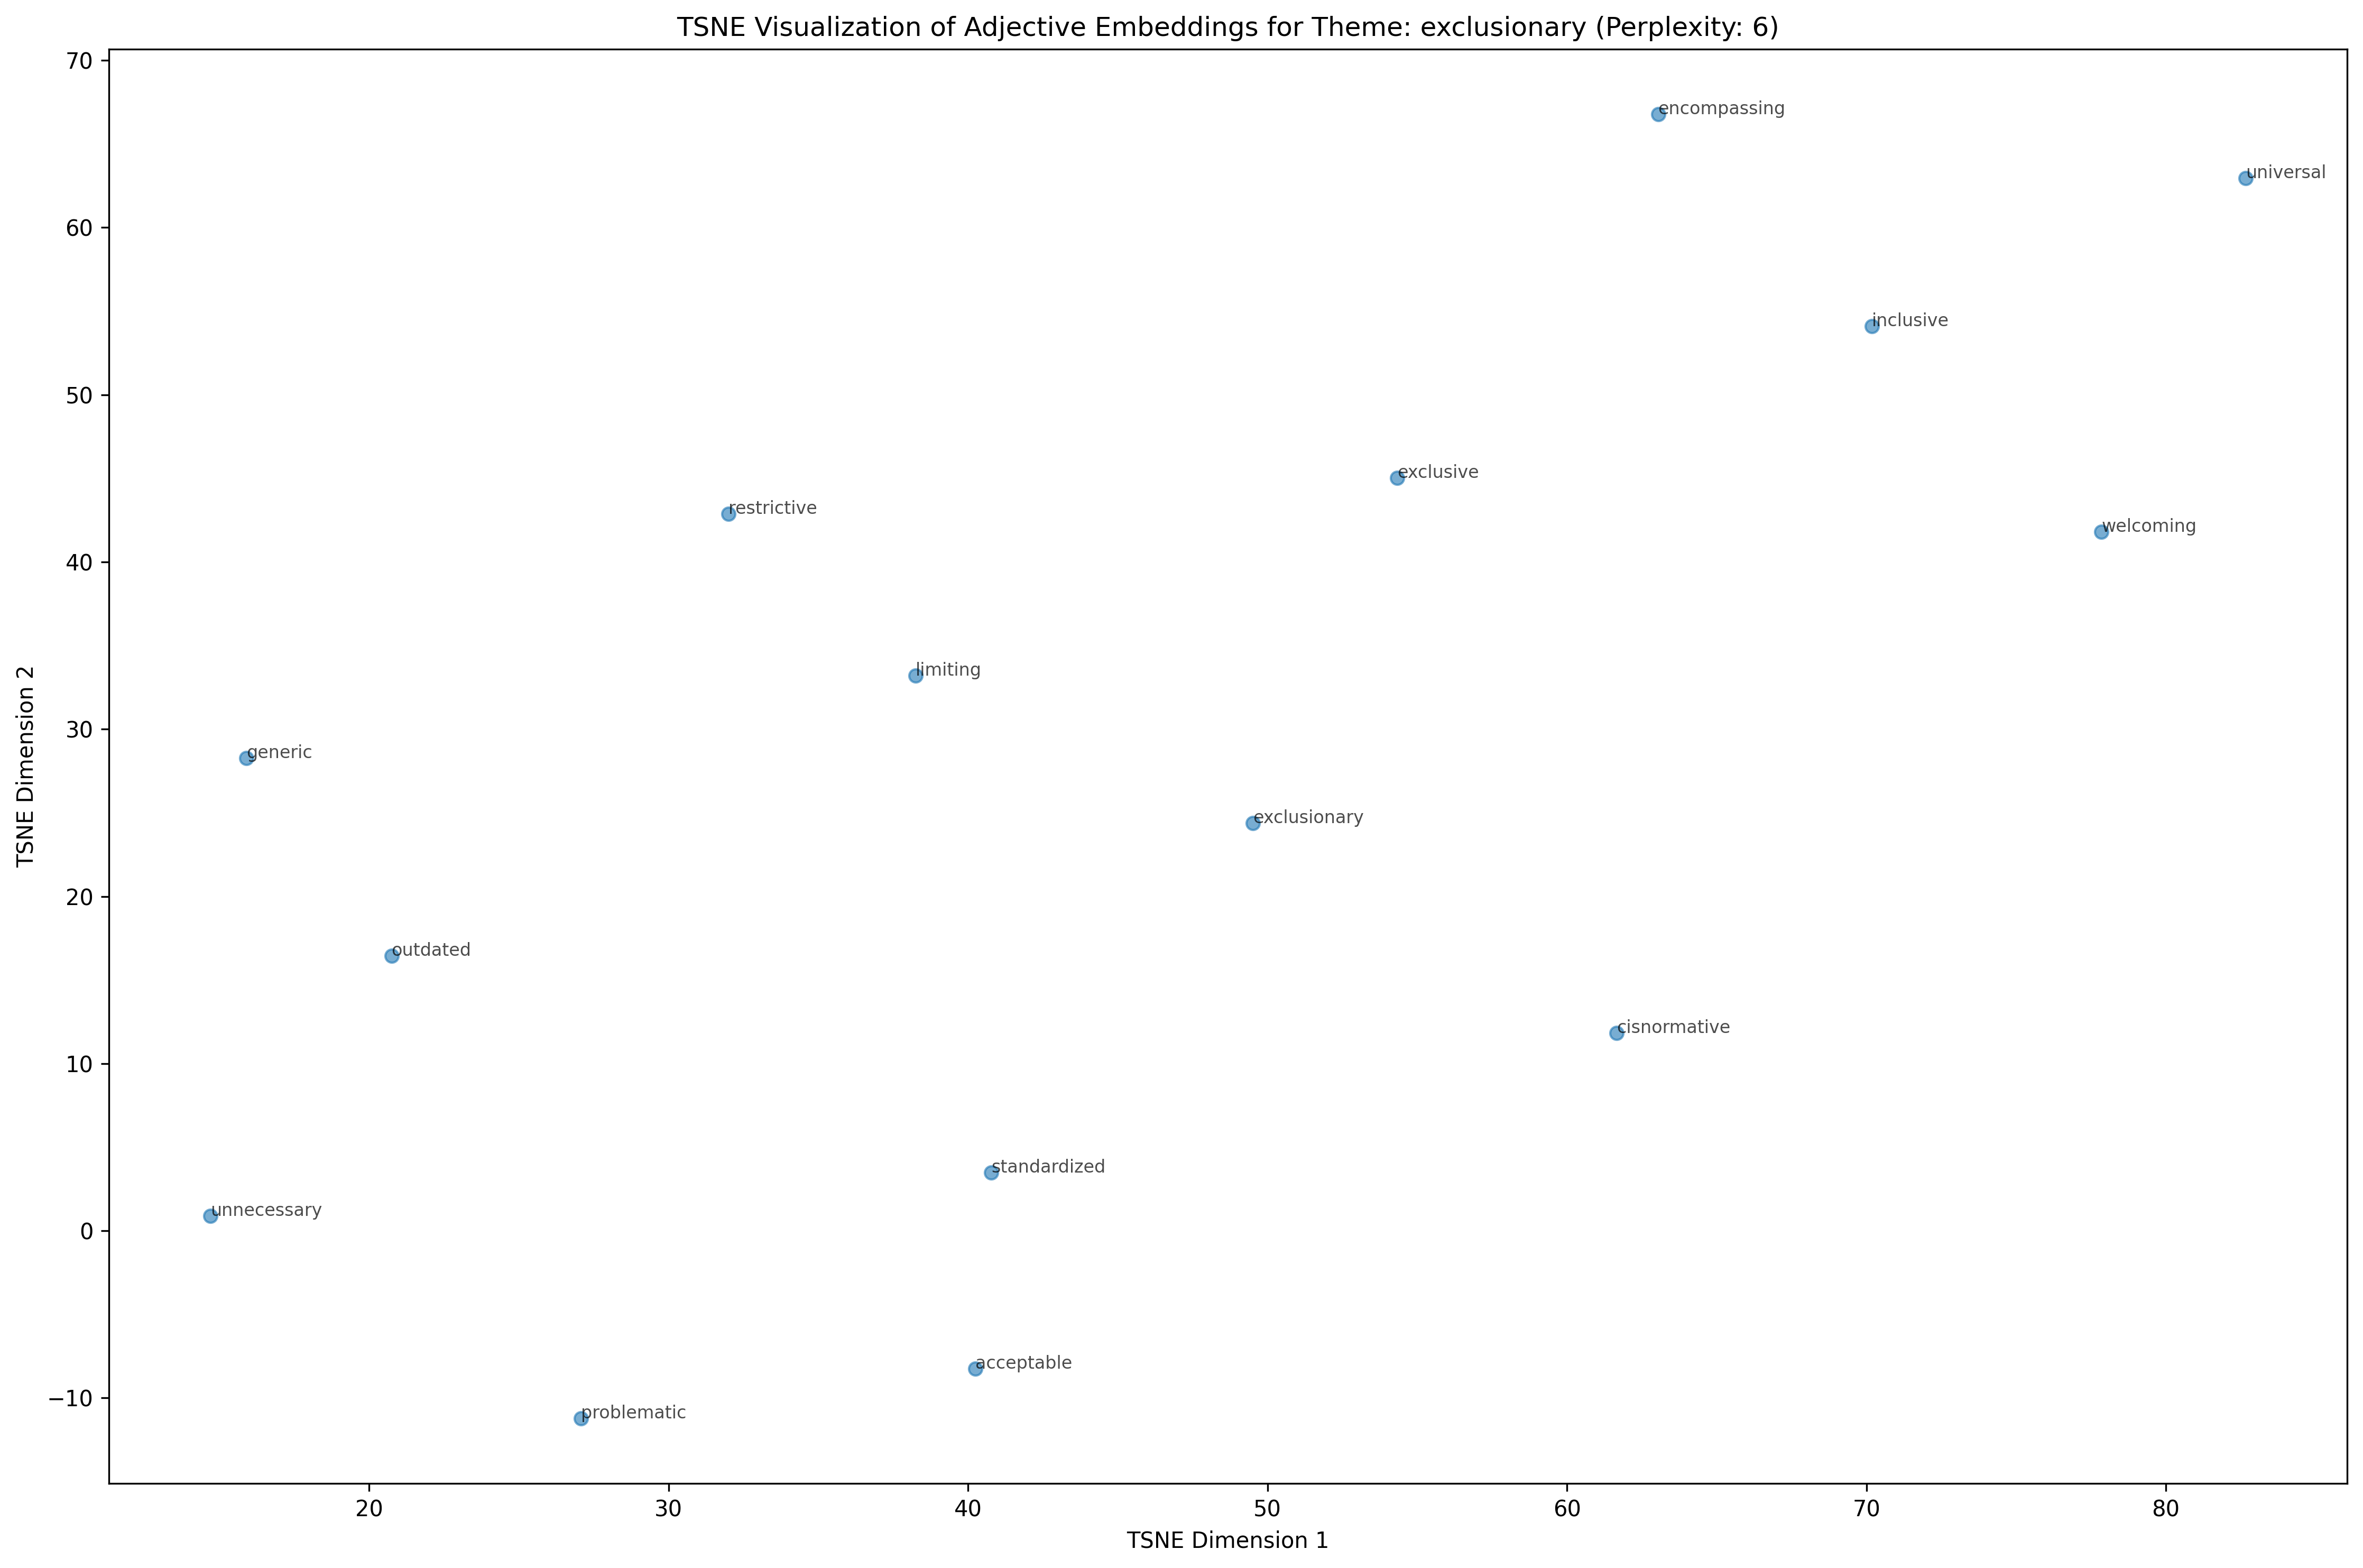 TSNE Visualization of Adjective Embeddings for Theme: exclusionary (Perplexity: 6)
70
encompassing
universal
60
inclusive
50
exclusive
restrictive
welcoming
40
limiting
30
generic
exclusionary
20
outdated
cisnormative
10
standardized
unnecessary
0
acceptable
−10
problematic
TSNE Dimension 2
20
30
40
50
60
70
80
TSNE Dimension 1